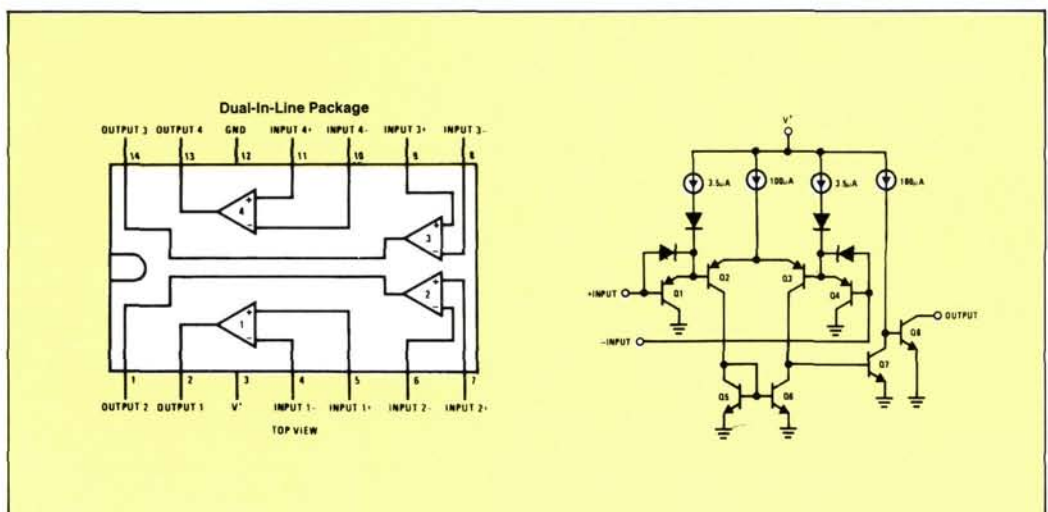 Dual-In-Line Package
OUTPUT 3 OUTPUT 4 GND INPUT 4+ INPUT 4- INPUT 3+ INPUT 3-
14 13 12 11 10 9 8
4 + -
3 + -
2 + -
1 + -
1 2 3 4 5 6 7
OUTPUT 2 OUTPUT 1 V+ INPUT 1- INPUT 1+ INPUT 2- INPUT 2+
TOP VIEW
V+
3.5μA 100μA 3.5μA 100μA
Q2 Q3
+INPUT Q1 Q4
OUTPUT
Q8
-INPUT
Q7
Q5 Q6